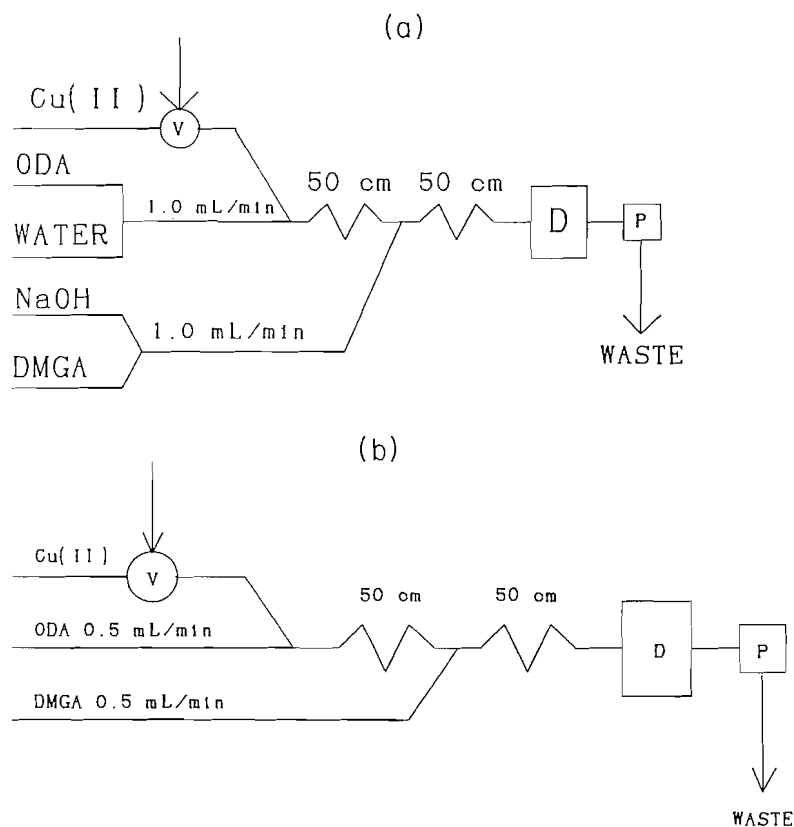 (a)
Cu(II)
V
ODA
50 cm 50 cm
1.0 mL/min
D
P
WATER
NaOH
1.0 mL/min
WASTE
DMGA
(b)
Cu(II)
V
50 cm 50 cm
ODA 0.5 mL/min
D
P
DMGA 0.5 mL/min
WASTE